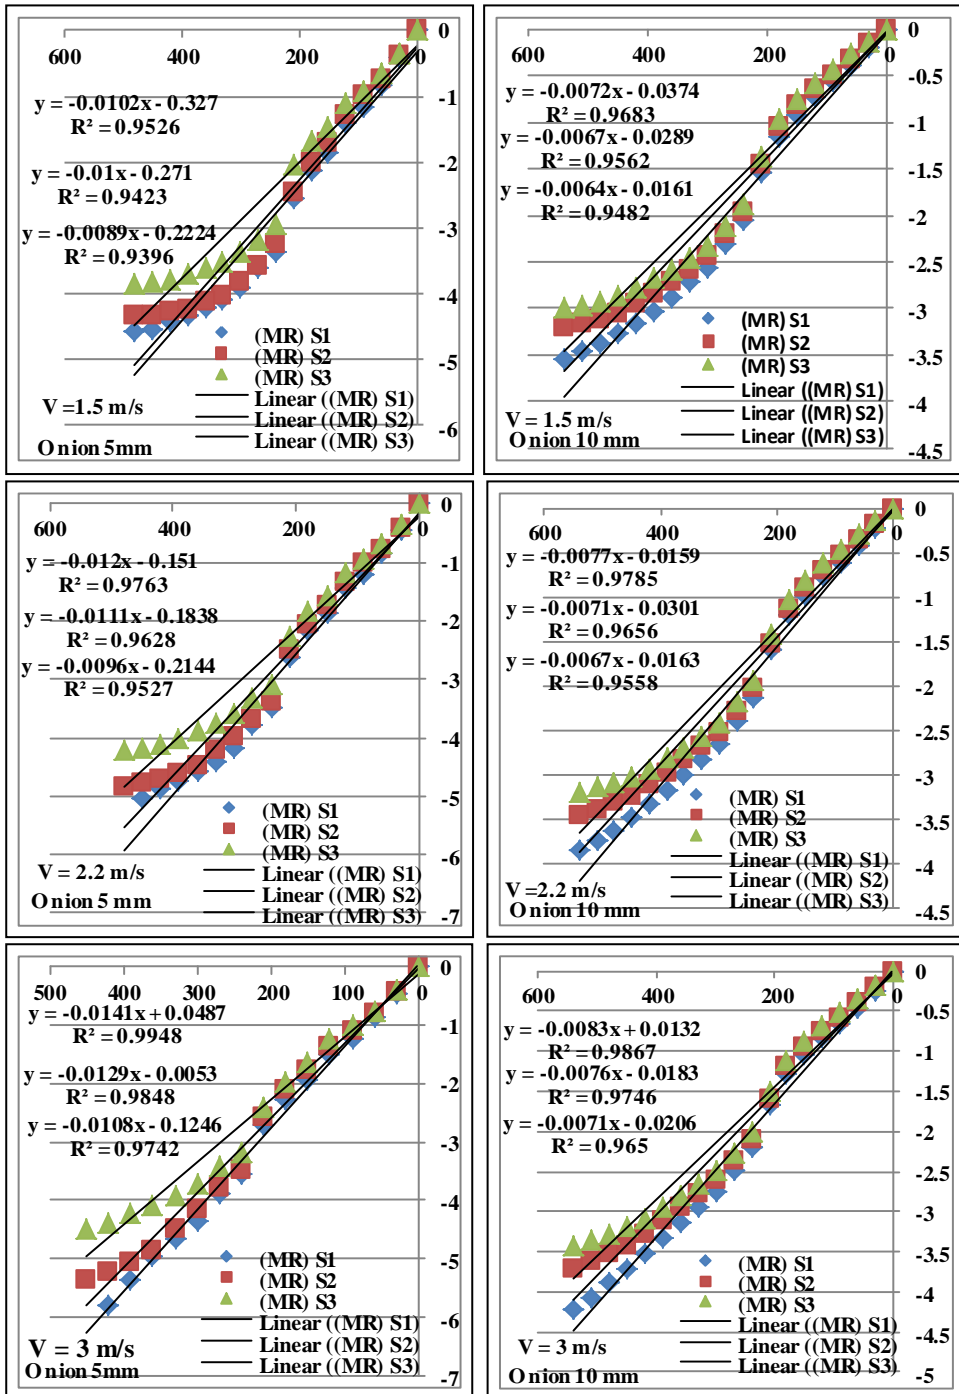 600 400 200 0
0
-1
-2
-3
-4
-5
-6
y = -0.0102x - 0.327
R² = 0.9526
y = -0.01x - 0.271
R² = 0.9423
y = -0.0089x - 0.2224
R² = 0.9396
(MR) S1
(MR) S2
(MR) S3
Linear ((MR) S1)
Linear ((MR) S2)
Linear ((MR) S3)
V =1.5 m/s
Onion 5mm
600 400 200 0
0
-0.5
-1
-1.5
-2
-2.5
-3
-3.5
-4
-4.5
y = -0.0072x - 0.0374
R² = 0.9683
y = -0.0067x - 0.0289
R² = 0.9562
y = -0.0064x - 0.0161
R² = 0.9482
(MR) S1
(MR) S2
(MR) S3
Linear ((MR) S1)
Linear ((MR) S2)
Linear ((MR) S3)
V = 1.5 m/s
Onion 10 mm
600 400 200 0
0
-1
-2
-3
-4
-5
-6
-7
y = -0.012x - 0.151
R² = 0.9763
y = -0.0111x - 0.1838
R² = 0.9628
y = -0.0096x - 0.2144
R² = 0.9527
(MR) S1
(MR) S2
(MR) S3
Linear ((MR) S1)
Linear ((MR) S2)
Linear ((MR) S3)
V = 2.2 m/s
Onion 5 mm
600 400 200 0
0
-0.5
-1
-1.5
-2
-2.5
-3
-3.5
-4
-4.5
y = -0.0077x - 0.0159
R² = 0.9785
y = -0.0071x - 0.0301
R² = 0.9656
y = -0.0067x - 0.0163
R² = 0.9558
(MR) S1
(MR) S2
(MR) S3
Linear ((MR) S1)
Linear ((MR) S2)
Linear ((MR) S3)
V =2.2 m/s
Onion 10 mm
500 400 300 200 100 0
0
-1
-2
-3
-4
-5
-6
-7
y = -0.0141x + 0.0487
R² = 0.9948
y = -0.0129x - 0.0053
R² = 0.9848
y = -0.0108x - 0.1246
R² = 0.9742
(MR) S1
(MR) S2
(MR) S3
Linear ((MR) S1)
Linear ((MR) S2)
Linear ((MR) S3)
V = 3 m/s
Onion 5mm
600 400 200 0
0
-0.5
-1
-1.5
-2
-2.5
-3
-3.5
-4
-4.5
-5
y = -0.0083x + 0.0132
R² = 0.9867
y = -0.0076x - 0.0183
R² = 0.9746
y = -0.0071x - 0.0206
R² = 0.965
(MR) S1
(MR) S2
(MR) S3
Linear ((MR) S1)
Linear ((MR) S2)
Linear ((MR) S3)
V = 3 m/s
Onion 10 mm